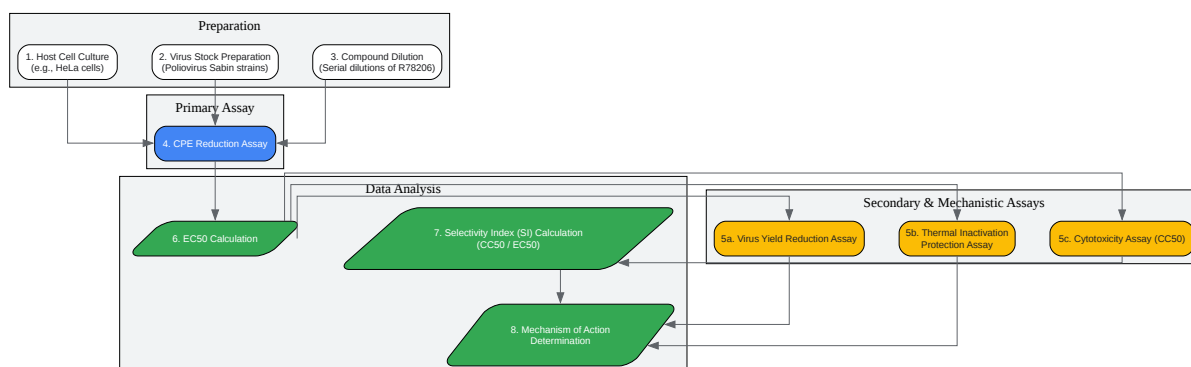 Preparation
1. Host Cell Culture
(e.g., HeLa cells)
2. Virus Stock Preparation
(Poliovirus Sabin strains)
3. Compound Dilution
(Serial dilutions of R78206)
Primary Assay
4. CPE Reduction Assay
Data Analysis
6. EC50 Calculation
7. Selectivity Index (SI) Calculation
(CC50 / EC50)
8. Mechanism of Action
Determination
Secondary & Mechanistic Assays
5a. Virus Yield Reduction Assay
5b. Thermal Inactivation
Protection Assay
5c. Cytotoxicity Assay (CC50)